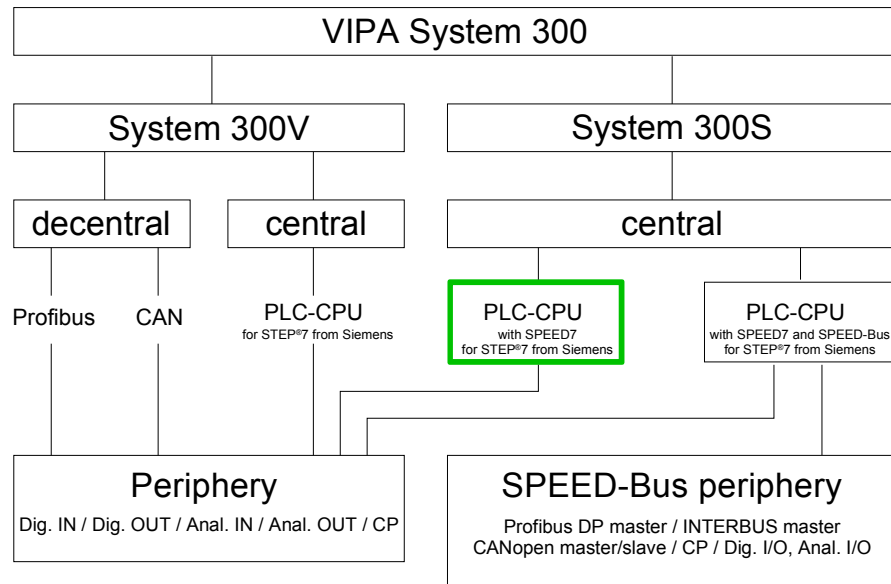 VIPA System 300
System 300V
System 300S
decentral
central
central
Profibus
CAN
PLC-CPU
for STEP®7 from Siemens
PLC-CPU
with SPEED7
for STEP®7 from Siemens
PLC-CPU
with SPEED7 and SPEED-Bus
for STEP®7 from Siemens
Periphery
Dig. IN / Dig. OUT / Anal. IN / Anal. OUT / CP
SPEED-Bus periphery
Profibus DP master / INTERBUS master
CANopen master/slave / CP / Dig. I/O, Anal. I/O